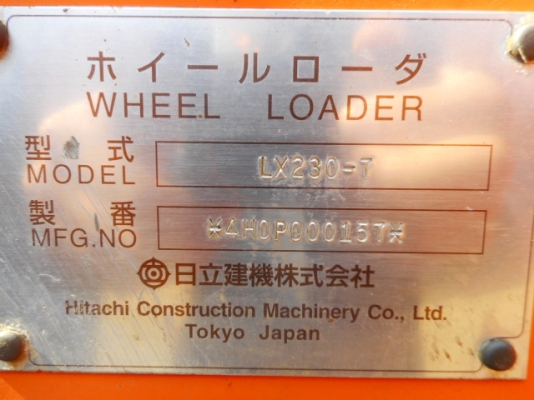 ホイールローダ
WHEEL LOADER
型式 LX230-7
MODEL
製番 *4H0P000157*
MFG.NO
日立建機株式会社
Hitachi Construction Machinery Co., Ltd.
Tokyo Japan